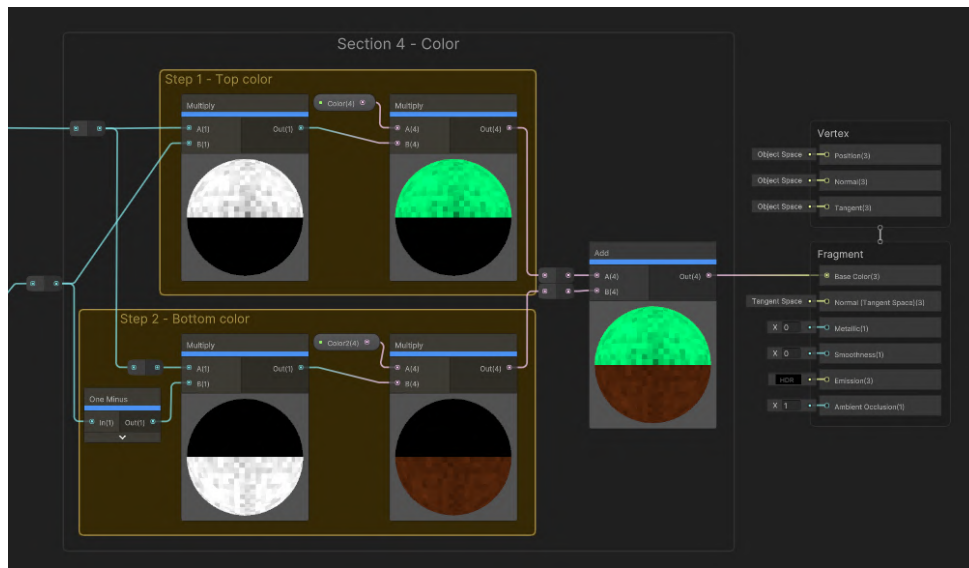 Section 4 - Color
Step 1 - Top color
Multiply
A(1)
B(1)
Out(1)
Color(4)
Multiply
A(4)
B(4)
Out(4)
Step 2 - Bottom color
Multiply
A(1)
B(1)
Out(1)
One Minus
In(1)
Out(1)
Color2(4)
Multiply
A(4)
B(4)
Out(4)
Add
A(4)
B(4)
Out(4)
Vertex
Object Space
Position(3)
Object Space
Normal(3)
Object Space
Tangent(3)
Fragment
Base Color(3)
Tangent Space
Normal (Tangent Space)(3)
X 0
Metallic(1)
X 0
Smoothness(1)
HDR
Emission(3)
X 1
Ambient Occlusion(1)